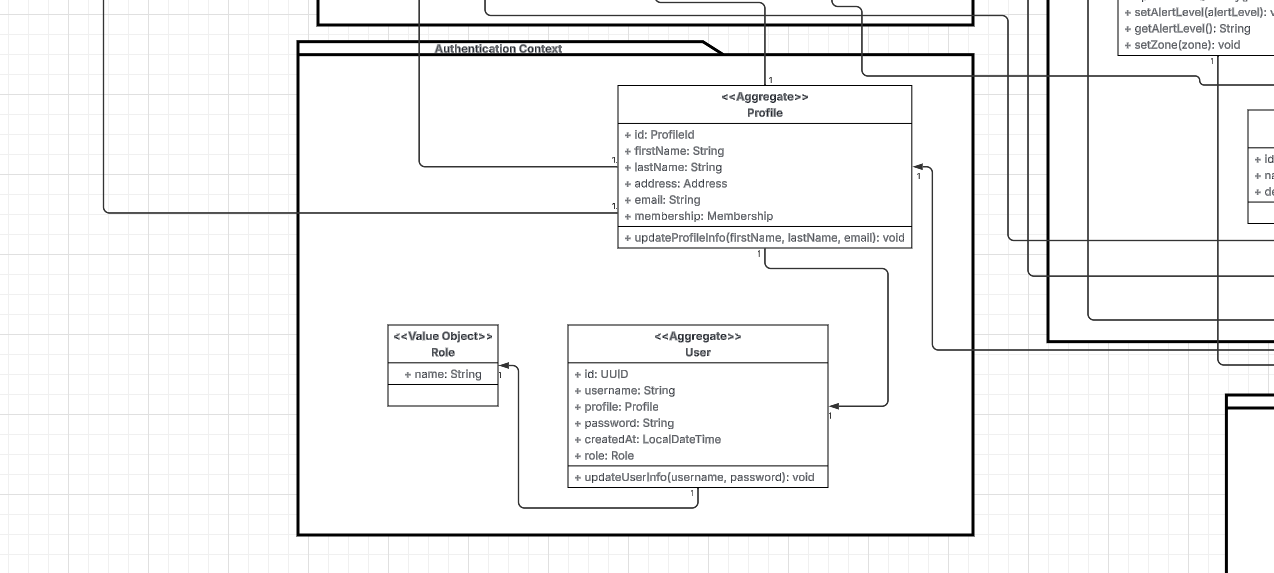 + setAlertLevel(alertLevel):
+ getAlertLevel(): String
+ setZone(zone): void
1
Authentication Context
1
<<Aggregate>>
Profile
+ id: ProfileId
+ firstName: String
+ lastName: String
+ address: Address
+ email: String
+ membership: Membership
+ updateProfileInfo(firstName, lastName, email): void
1
1
1
1
+ id
<<Value Object>>
Role
+ name: String
1
<<Aggregate>>
User
+ id: UUID
+ username: String
+ profile: Profile
+ password: String
+ createdAt: LocalDateTime
+ role: Role
+ updateUserInfo(username, password): void
1
1